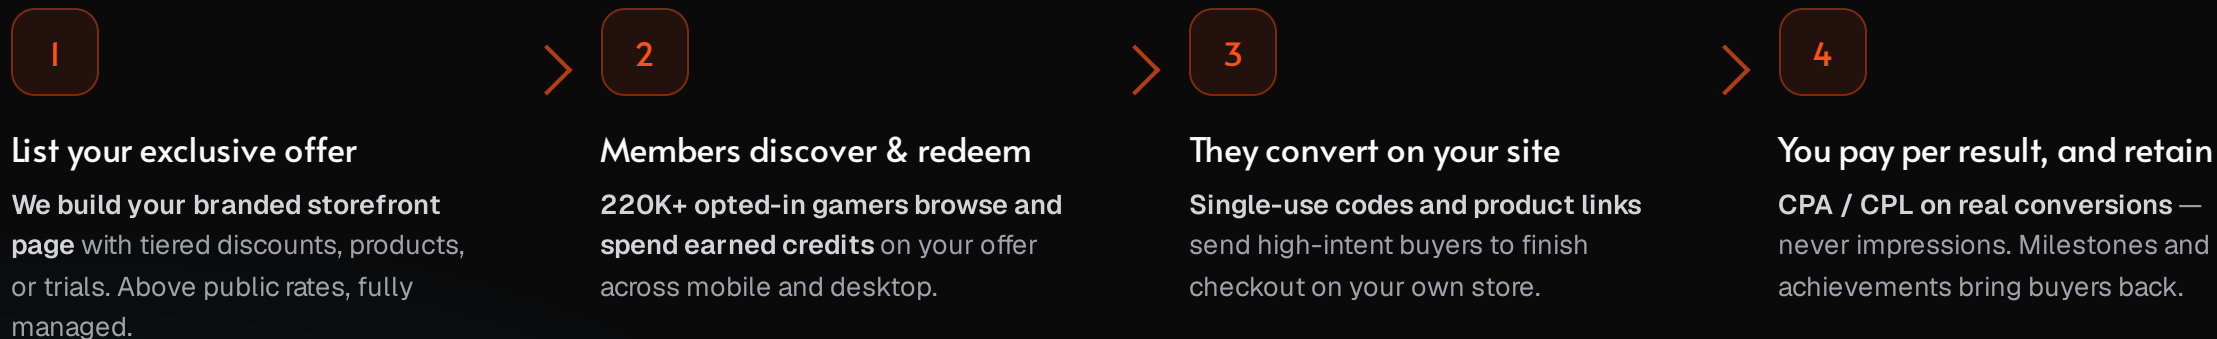 1
2
3
4
List your exclusive offer
We build your branded storefront
page with tiered discounts, products,
or trials. Above public rates, fully
managed.
Members discover & redeem
220K+ opted-in gamers browse and
spend earned credits on your offer
across mobile and desktop.
They convert on your site
Single-use codes and product links
send high-intent buyers to finish
checkout on your own store.
You pay per result, and retain
CPA / CPL on real conversions —
never impressions. Milestones and
achievements bring buyers back.